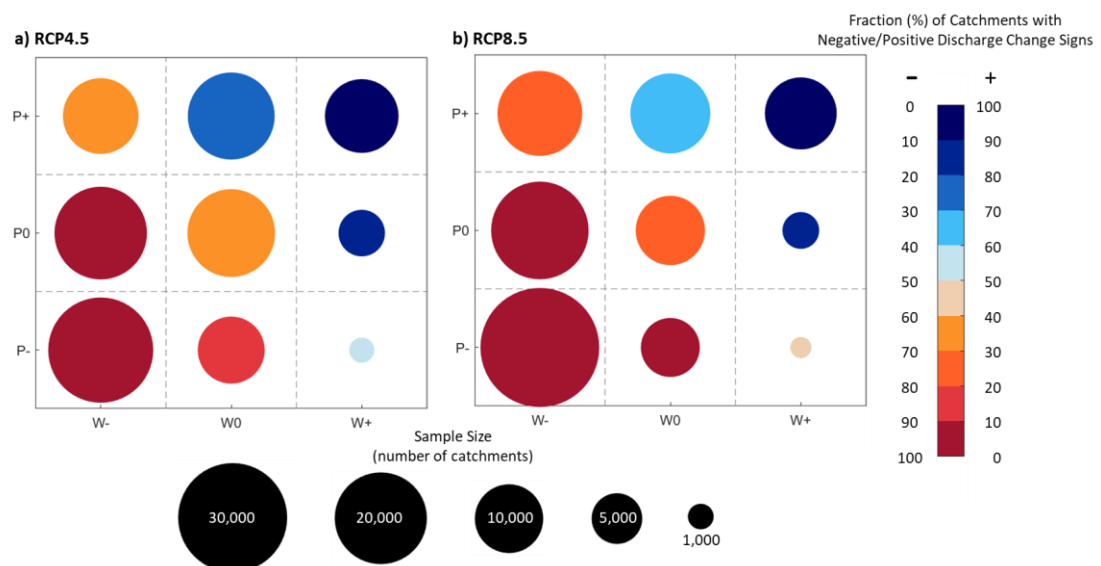 Fraction (%) of Catchments with
Negative/Positive Discharge Change Signs
a) RCP4.5
b) RCP8.5
− +
P+
P0
P-
W- W0 W+
W- W0 W+
0 100
10 90
20 80
30 70
40 60
50 50
60 40
70 30
80 20
90 10
100 0
Sample Size
(number of catchments)
30,000
20,000
10,000
5,000
1,000
P+
P0
P-